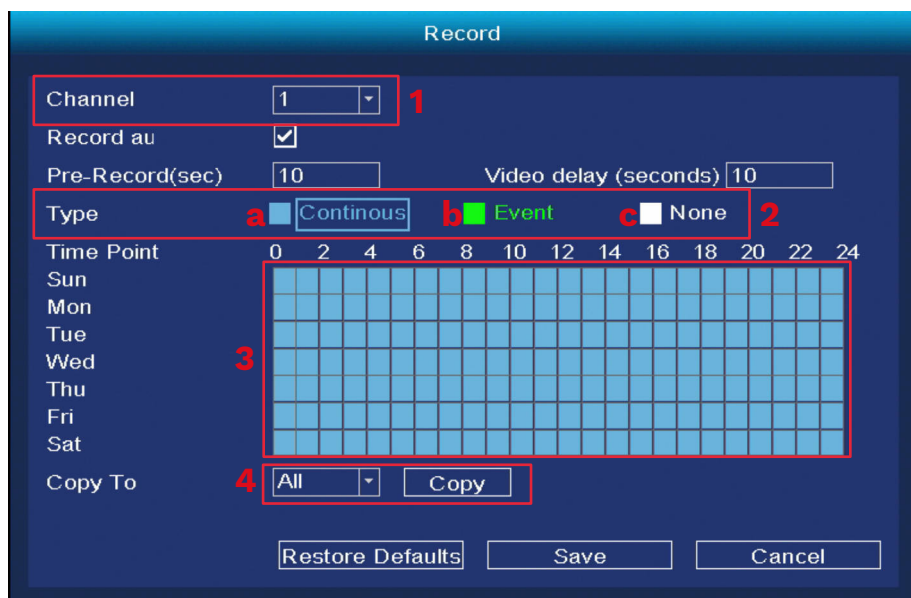 Record
Channel 1 1
Record au
Pre-Record(sec) 10 Video delay (seconds) 10
Type a Continous b Event c None 2
Time Point 0 2 4 6 8 10 12 14 16 18 20 22 24
Sun
Mon
Tue
Wed 3
Thu
Fri
Sat
Copy To 4 All Copy
Restore Defaults Save Cancel